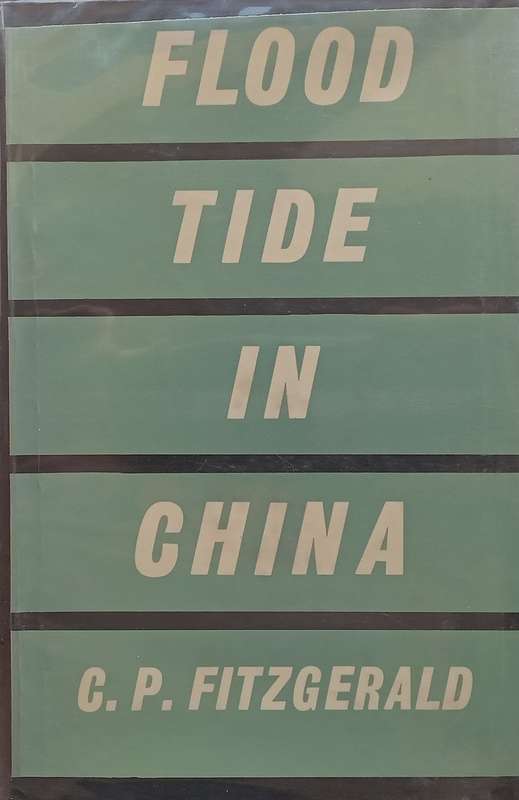 FLOOD
TIDE
IN
CHINA
C. P. FITZGERALD